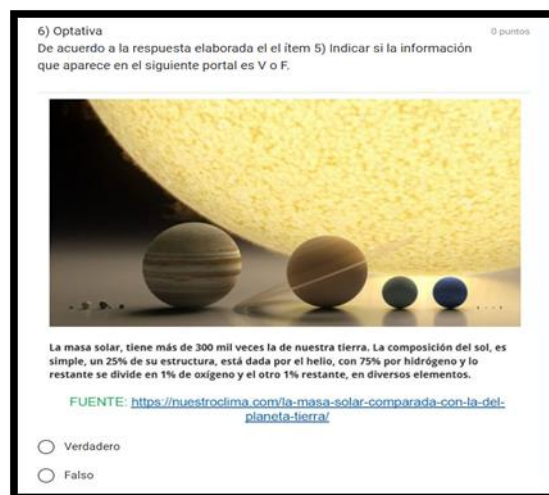 6) Optativa
0 puntos
De acuerdo a la respuesta elaborada el el ítem 5) Indicar si la información
que aparece en el siguiente portal es V o F.
La masa solar, tiene más de 300 mil veces la de nuestra tierra. La composición del sol, es
simple, un 25% de su estructura, está dada por el helio, con 75% por hidrógeno y lo
restante se divide en 1% de oxígeno y el otro 1% restante, en diversos elementos.
FUENTE: https://nuestroclima.com/la-masa-solar-comparada-con-la-del-
planeta-tierra/
Verdadero
Falso